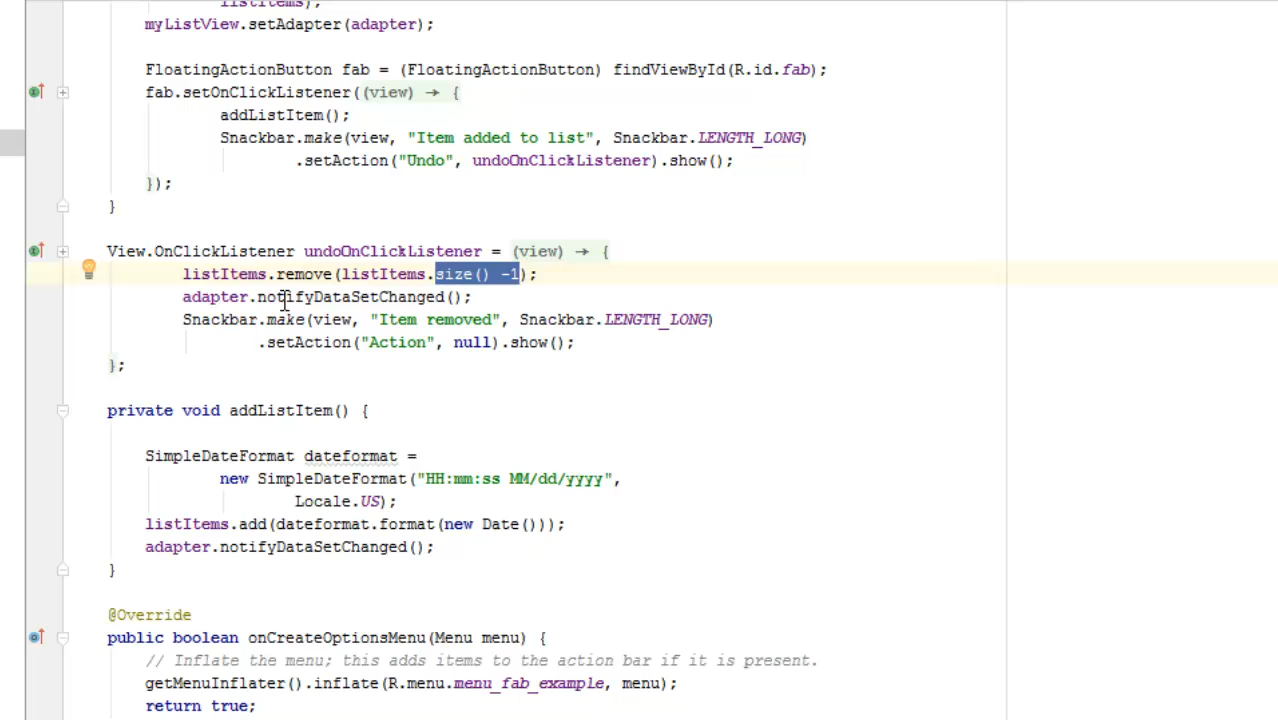 listItems);
myListView.setAdapter(adapter);
FloatingActionButton fab = (FloatingActionButton) findViewById(R.id.fab);
fab.setOnClickListener((view) → {
addListItem();
Snackbar.make(view, "Item added to list", Snackbar.LENGTH_LONG)
.setAction("Undo", undoOnClickListener).show();
});
}
View.OnClickListener undoOnClickListener = (view) → {
listItems.remove(listItems.size() -1);
adapter.notifyDataSetChanged();
Snackbar.make(view, "Item removed", Snackbar.LENGTH_LONG)
.setAction("Action", null).show();
};
private void addListItem() {
SimpleDateFormat dateformat =
new SimpleDateFormat("HH:mm:ss MM/dd/yyyy",
Locale.US);
listItems.add(dateformat.format(new Date()));
adapter.notifyDataSetChanged();
}
@Override
public boolean onCreateOptionsMenu(Menu menu) {
// Inflate the menu; this adds items to the action bar if it is present.
getMenuInflater().inflate(R.menu.menu_fab_example, menu);
return true;